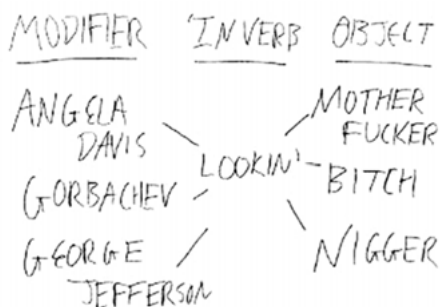 MODIFIER 'IN VERB OBJECT
ANGELA
DAVIS
GORBACHEV
GEORGE
JEFFERSON
LOOKIN'
MOTHER
FUCKER
BITCH
NIGGER